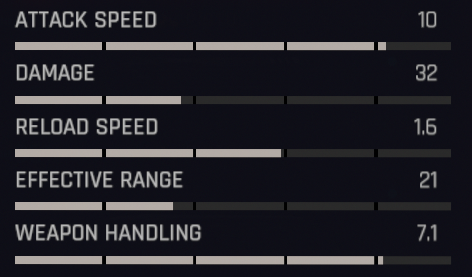 ATTACK SPEED 10
DAMAGE 32
RELOAD SPEED 1.6
EFFECTIVE RANGE 21
WEAPON HANDLING 7.1